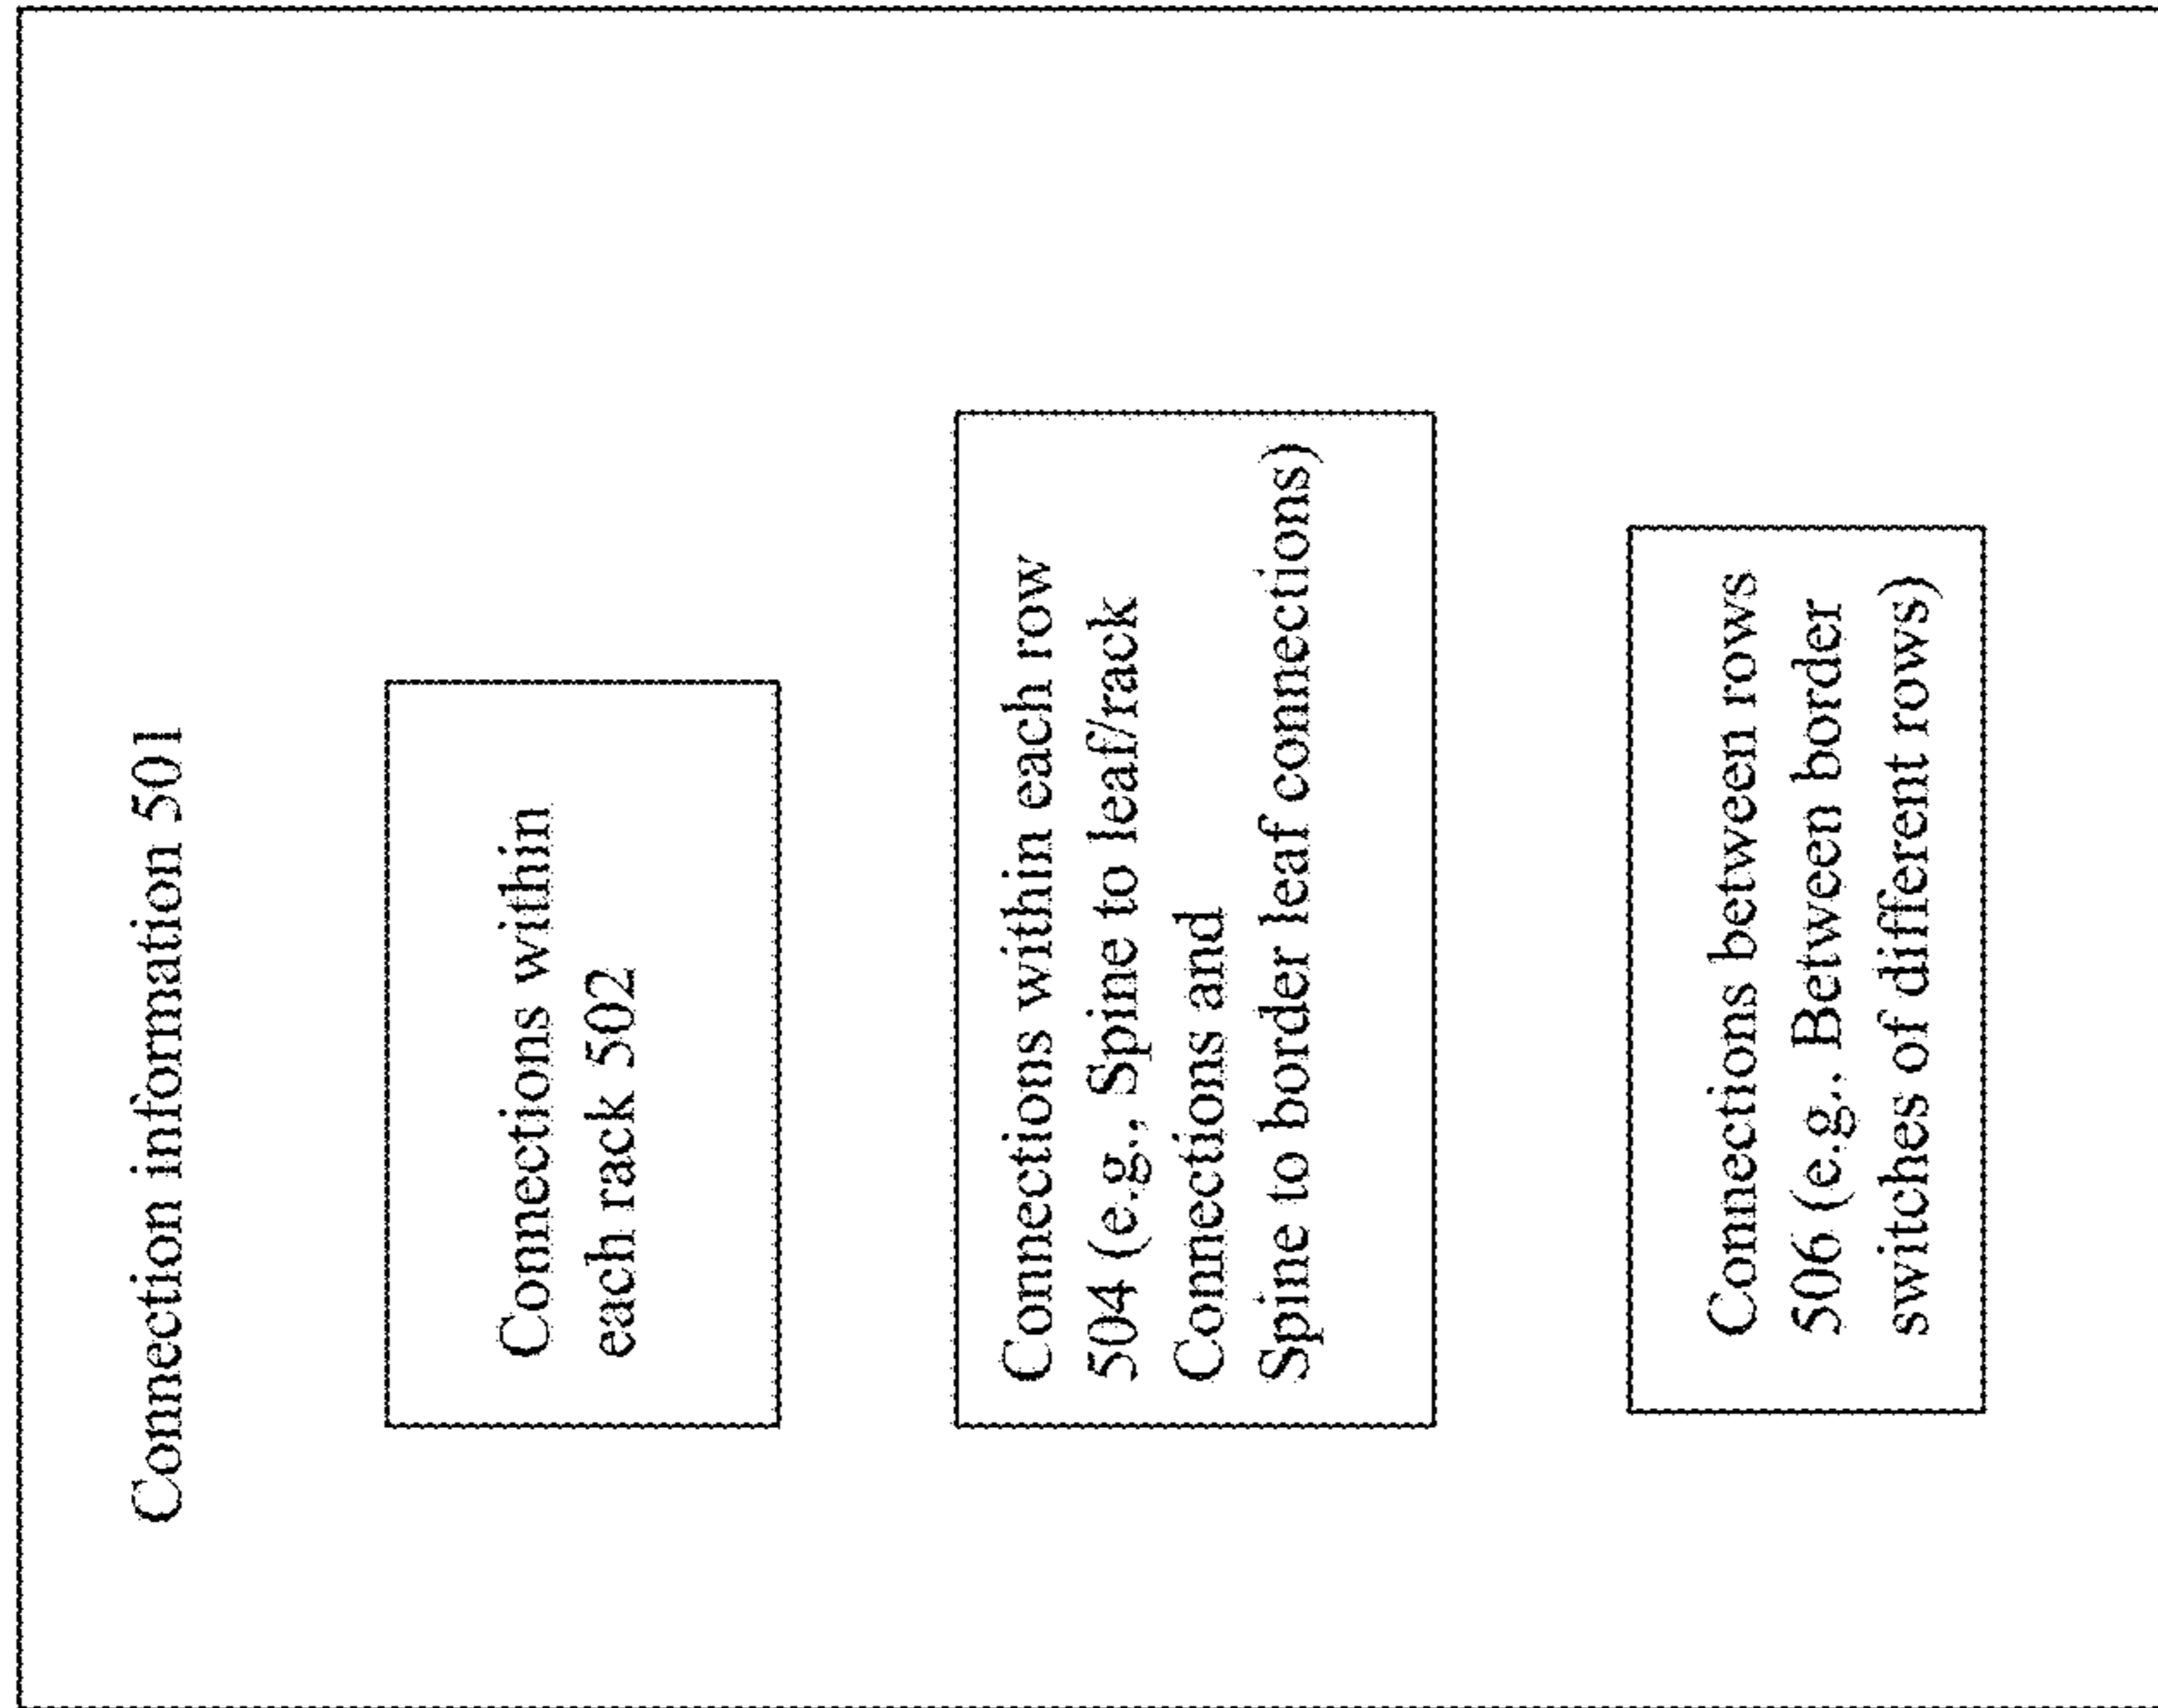 Connection information 501
Connections within
each rack 502
Connections within each row
504 (e.g., Spine to leaf/rack
Connections and
Spine to border leaf connections)
Connections between rows
506 (e.g., Between border
switches of different rows)